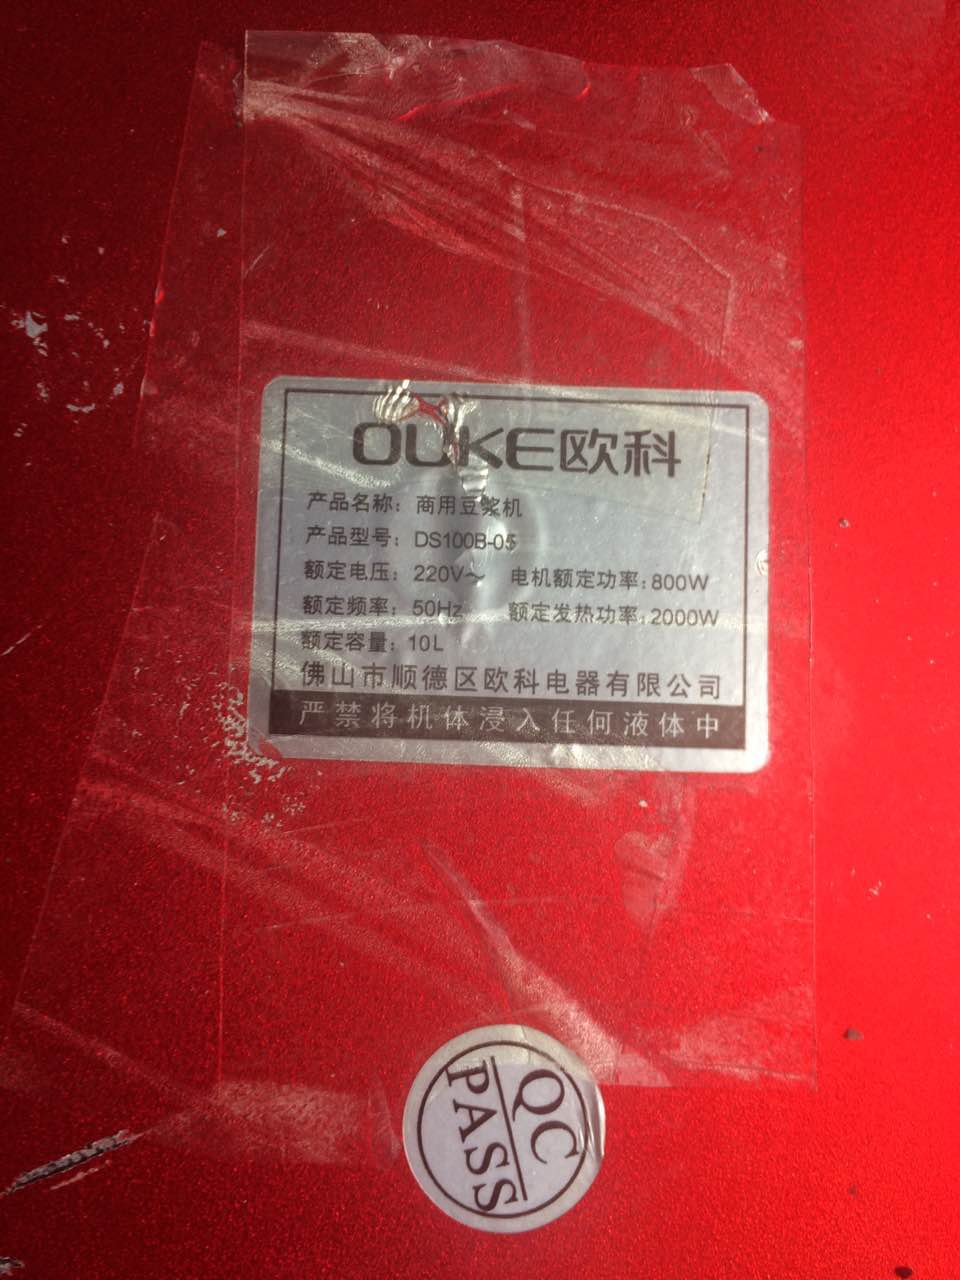 OUKE欧科
产品名称：商用豆浆机
产品型号：DS100B-05
额定电压：220V～ 电机额定功率：800W
额定频率：50Hz 额定发热功率：2000W
额定容量：10L
佛山市顺德区欧科电器有限公司
严禁将机体浸入任何液体中
QC
PASS